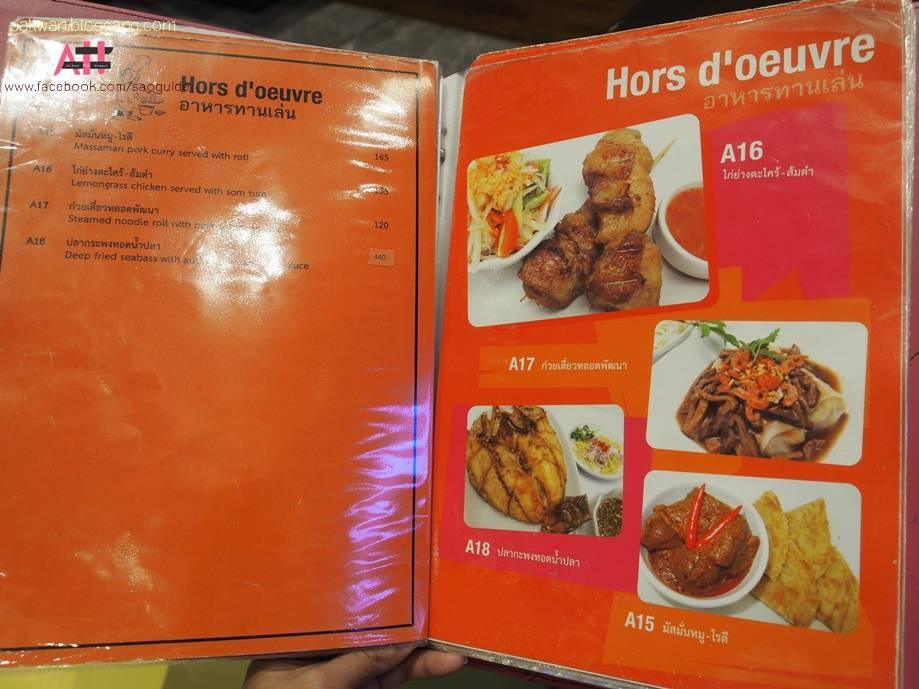 pakwan.bloggang.com
www.facebook.com/saoguide
Hors d'oeuvre
อาหารทานเล่น
มัสมั่นหมู-โรตี
Massaman pork curry served with roti
165
A16
ไก่ย่างตะไคร้-ส้มตำ
Lemongrass chicken served with som tum
A17
ก๋วยเตี๋ยวหลอดพัฒนา
Steamed noodle roll with
120
A18
ปลากะพงทอดน้ำปลา
Deep fried seabass with sauce
440.-
Hors d'oeuvre
อาหารทานเล่น
A16
ไก่ย่างตะไคร้-ส้มตำ
A17 ก๋วยเตี๋ยวหลอดพัฒนา
A18 ปลากะพงทอดน้ำปลา
A15 มัสมั่นหมู-โรตี